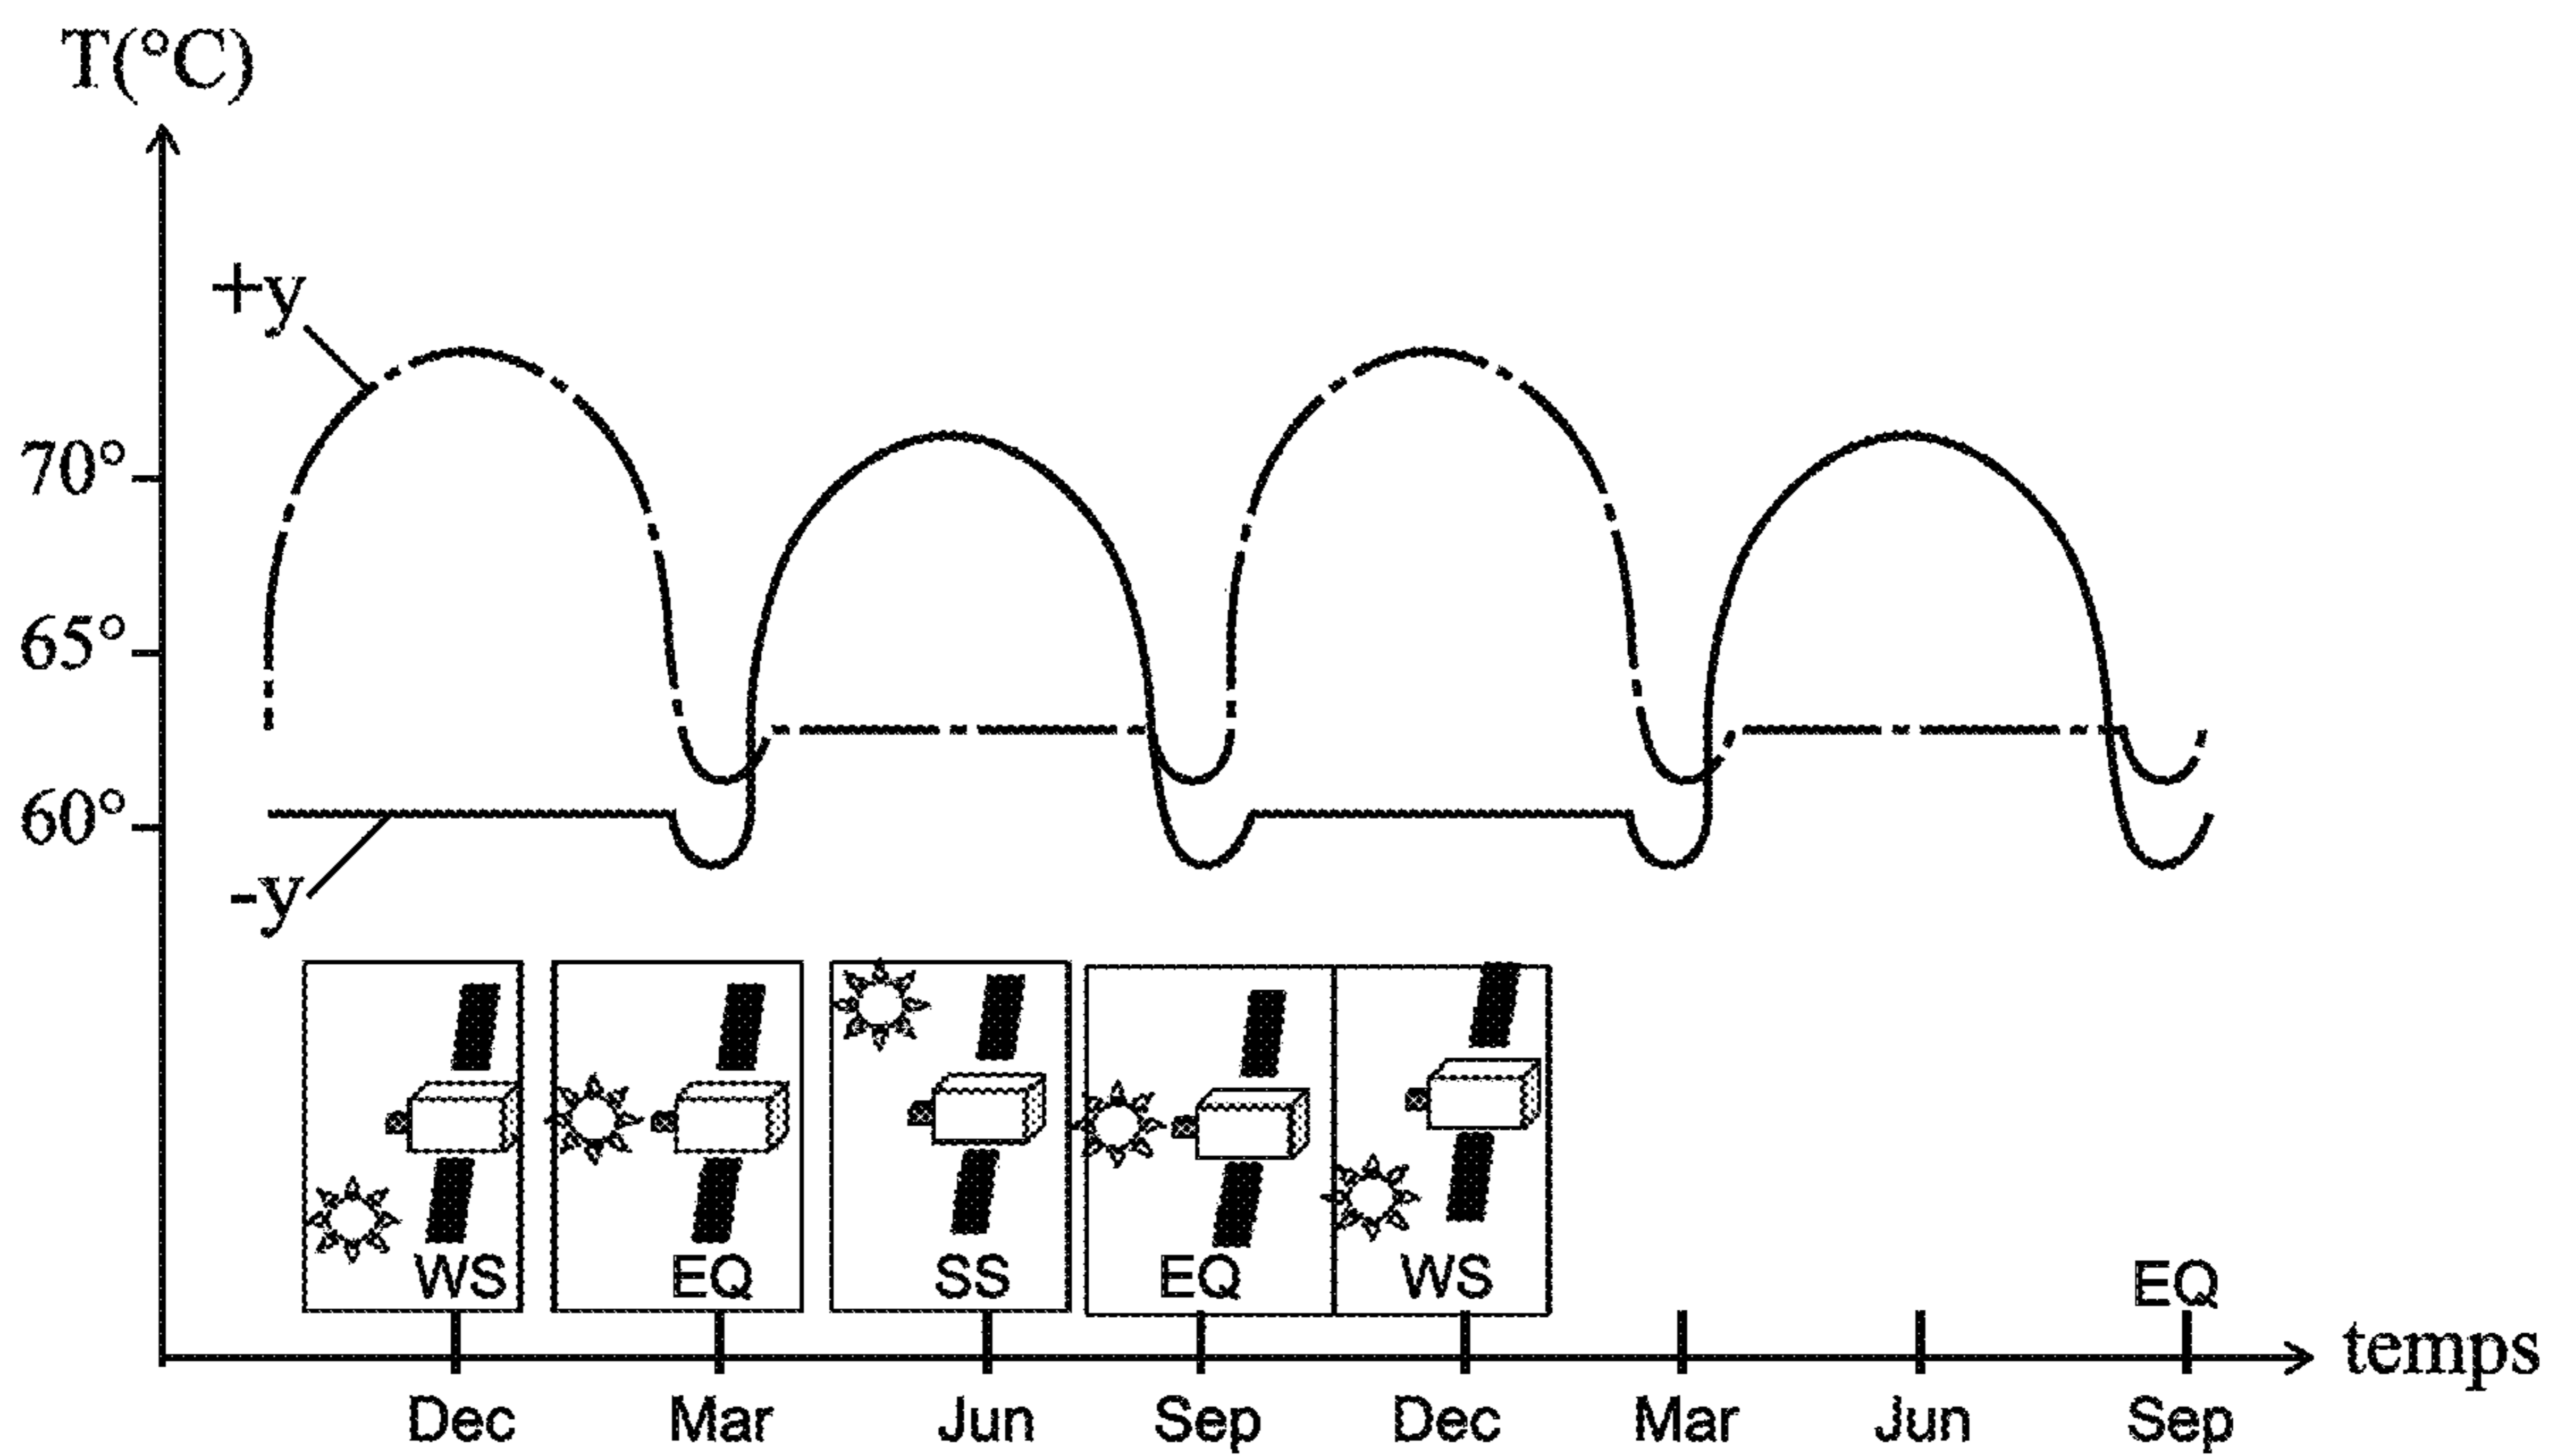 T(°C)
+y
70°
65°
60°
-y
WS EQ SS EQ WS
EQ
temps
Dec Mar Jun Sep Dec Mar Jun Sep